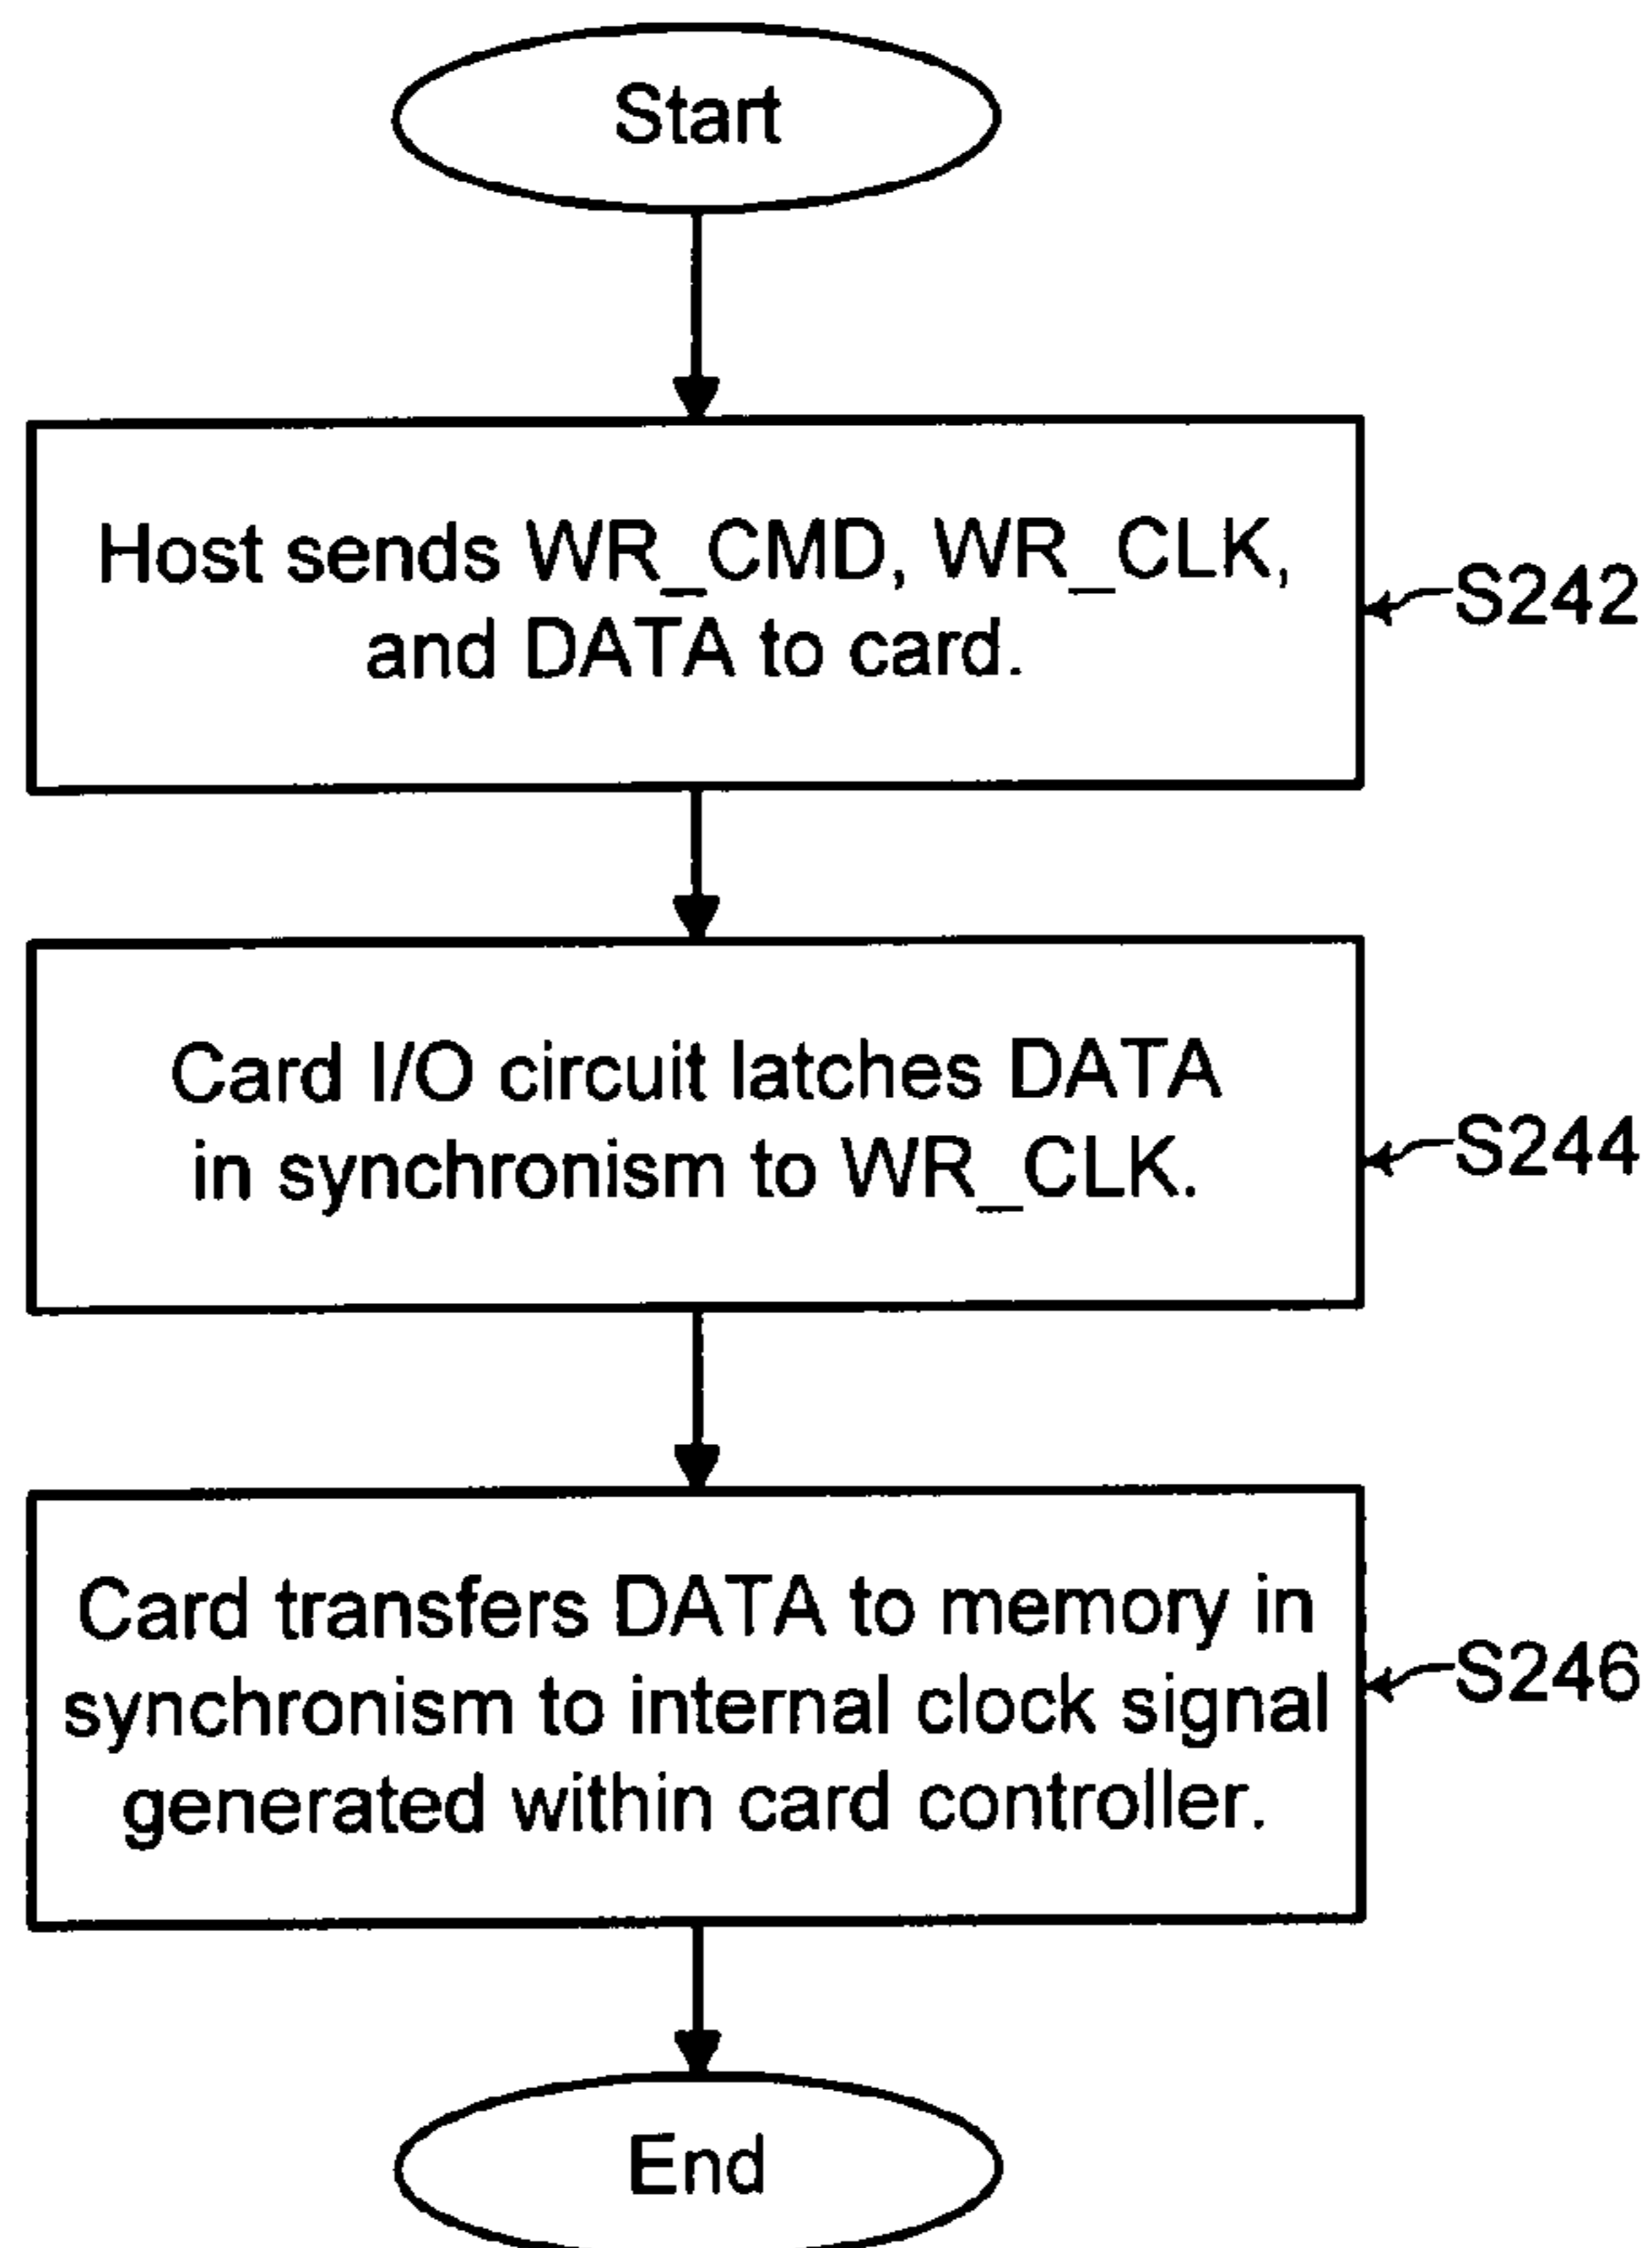 Start
Host sends WR_CMD, WR_CLK,
and DATA to card.
S242
Card I/O circuit latches DATA
in synchronism to WR_CLK.
S244
Card transfers DATA to memory in
synchronism to internal clock signal
generated within card controller.
S246
End